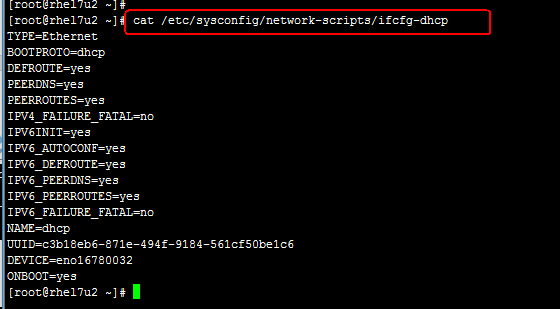 [root@rhel7u2 ~]#
[root@rhel7u2 ~]# cat /etc/sysconfig/network-scripts/ifcfg-dhcp
TYPE=Ethernet
BOOTPROTO=dhcp
DEFROUTE=yes
PEERDNS=yes
PEERROUTES=yes
IPV4_FAILURE_FATAL=no
IPV6INIT=yes
IPV6_AUTOCONF=yes
IPV6_DEFROUTE=yes
IPV6_PEERDNS=yes
IPV6_PEERROUTES=yes
IPV6_FAILURE_FATAL=no
NAME=dhcp
UUID=c3b18eb6-871e-494f-9184-561cf50be1c6
DEVICE=eno16780032
ONBOOT=yes
[root@rhel7u2 ~]#